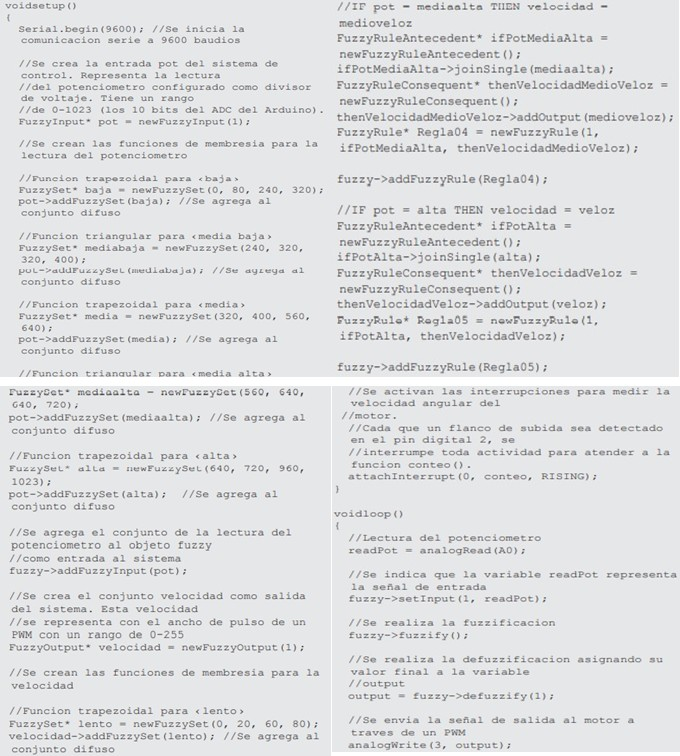 voidsetup()
{
Serial.begin(9600); //Se inicia la
comunicacion serie a 9600 baudios
//Se crea la entrada pot del sistema de
control. Representa la lectura
//del potenciometro configurado como divisor
de voltaje. Tiene un rango
//de 0-1023 (los 10 bits del ADC del Arduino).
FuzzyInput* pot = newFuzzyInput(1);
//Se crean las funciones de membresia para la
lectura del potenciometro
//Funcion trapezoidal para ‹baja›
FuzzySet* baja = newFuzzySet(0, 80, 240, 320);
pot->addFuzzySet(baja); //Se agrega al
conjunto difuso
//Funcion triangular para ‹media baja›
FuzzySet* mediabaja = newFuzzySet(240, 320,
320, 400);
pot->addFuzzySet(mediabaja); //Se agrega al
conjunto difuso
//Funcion trapezoidal para ‹media›
FuzzySet* media = newFuzzySet(320, 400, 560,
640);
pot->addFuzzySet(media); //Se agrega al
conjunto difuso
//Funcion triangular para ‹media alta›
//IF pot = mediaalta THEN velocidad =
medioveloz
FuzzyRuleAntecedent* ifPotMediaAlta =
newFuzzyRuleAntecedent();
ifPotMediaAlta->joinSingle(mediaalta);
FuzzyRuleConsequent* thenVelocidadMedioVeloz =
newFuzzyRuleConsequent();
thenVelocidadMedioVeloz->addOutput(medioveloz);
FuzzyRule* Regla04 = newFuzzyRule(1,
ifPotMediaAlta, thenVelocidadMedioVeloz);
fuzzy->addFuzzyRule(Regla04);
//IF pot = alta THEN velocidad = veloz
FuzzyRuleAntecedent* ifPotAlta =
newFuzzyRuleAntecedent();
ifPotAlta->joinSingle(alta);
FuzzyRuleConsequent* thenVelocidadVeloz =
newFuzzyRuleConsequent();
thenVelocidadVeloz->addOutput(veloz);
FuzzyRule* Regla05 = newFuzzyRule(1,
ifPotAlta, thenVelocidadVeloz);
fuzzy->addFuzzyRule(Regla05);
FuzzySet* mediaalta = newFuzzySet(560, 640,
640, 720);
pot->addFuzzySet(mediaalta); //Se agrega al
conjunto difuso
//Funcion trapezoidal para ‹alta›
FuzzySet* alta = newFuzzySet(640, 720, 960,
1023);
pot->addFuzzySet(alta); //Se agrega al
conjunto difuso
//Se agrega el conjunto de la lectura del
potenciometro al objeto fuzzy
//como entrada al sistema
fuzzy->addFuzzyInput(pot);
//Se crea el conjunto velocidad como salida
del sistema. Esta velocidad
//se representa con el ancho de pulso de un
PWM con un rango de 0-255
FuzzyOutput* velocidad = newFuzzyOutput(1);
//Se crean las funciones de membresia para la
velocidad
//Funcion trapezoidal para ‹lento›
FuzzySet* lento = newFuzzySet(0, 20, 60, 80);
velocidad->addFuzzySet(lento); //Se agrega al
conjunto difuso
//Se activan las interrupciones para medir la
velocidad angular del
//motor.
//Cada que un flanco de subida sea detectado
en el pin digital 2, se
//interrumpe toda actividad para atender a la
funcion conteo().
attachInterrupt(0, conteo, RISING);
}
voidloop()
{
//Lectura del potenciometro
readPot = analogRead(A0);
//Se indica que la variable readPot representa
la señal de entrada
fuzzy->setInput(1, readPot);
//Se realiza la fuzzificacion
fuzzy->fuzzify();
//Se realiza la defuzzificacion asignando su
valor final a la variable
//output
output = fuzzy->defuzzify(1);
//Se envia la señal de salida al motor a
traves de un PWM
analogWrite(3, output);